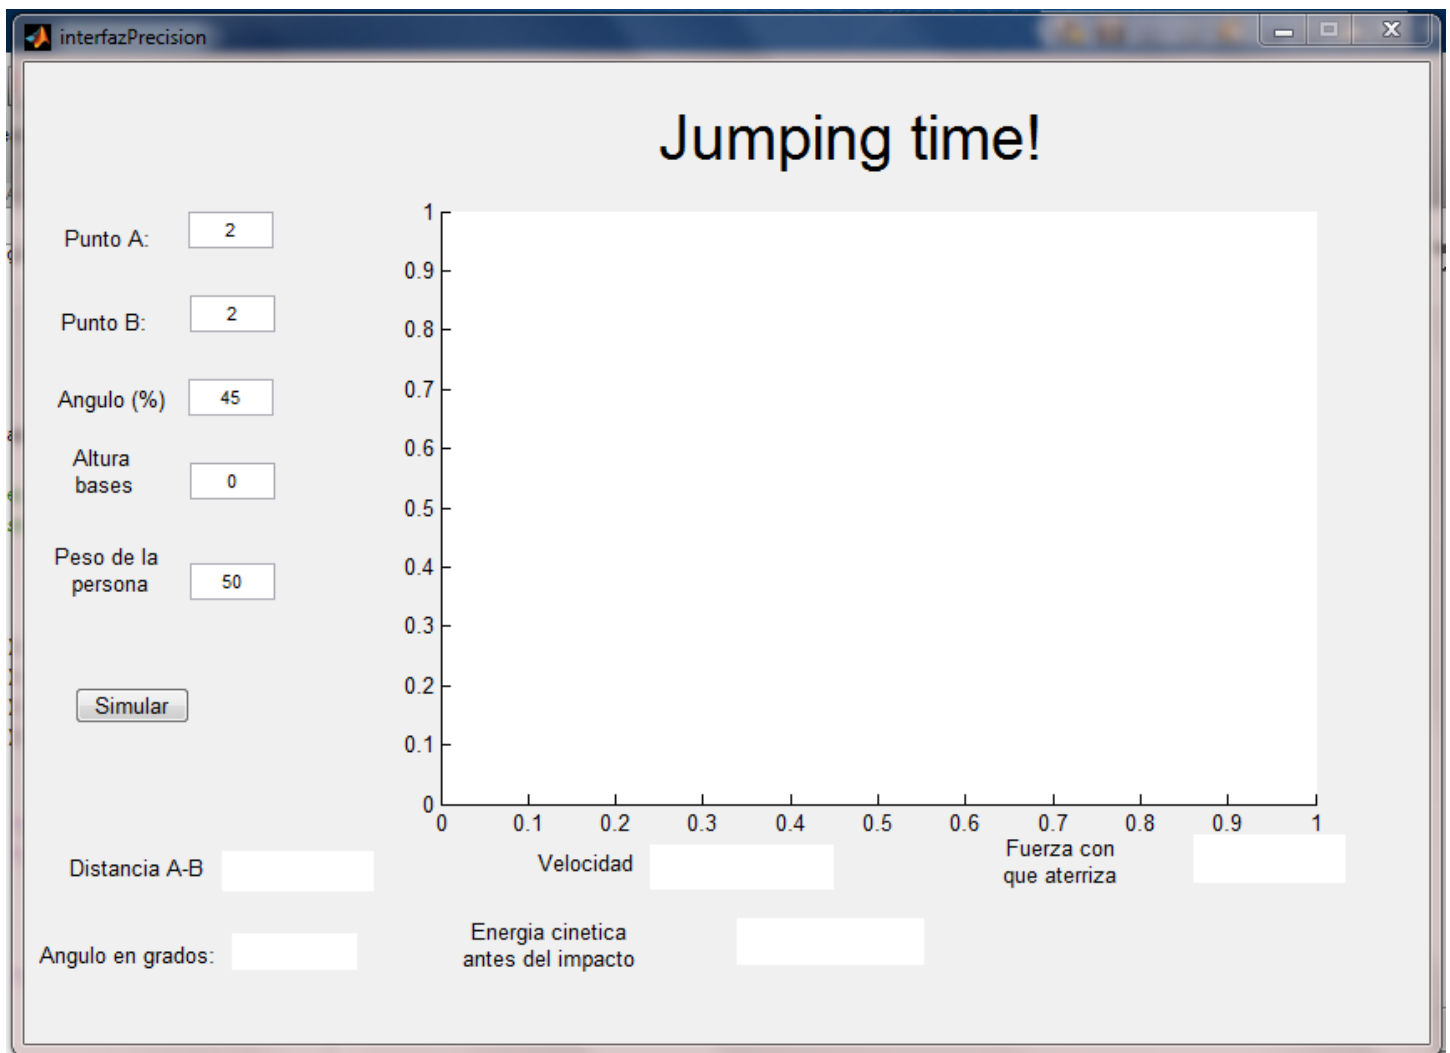 interfazPrecision
Jumping time!
Punto A:
2
Punto B:
2
Angulo (%)
45
Altura
bases
0
Peso de la
persona
50
Simular
1
0.9
0.8
0.7
0.6
0.5
0.4
0.3
0.2
0.1
0
0 0.1 0.2 0.3 0.4 0.5 0.6 0.7 0.8 0.9 1
Distancia A-B
Velocidad
Fuerza con
que aterriza
Angulo en grados:
Energia cinetica
antes del impacto